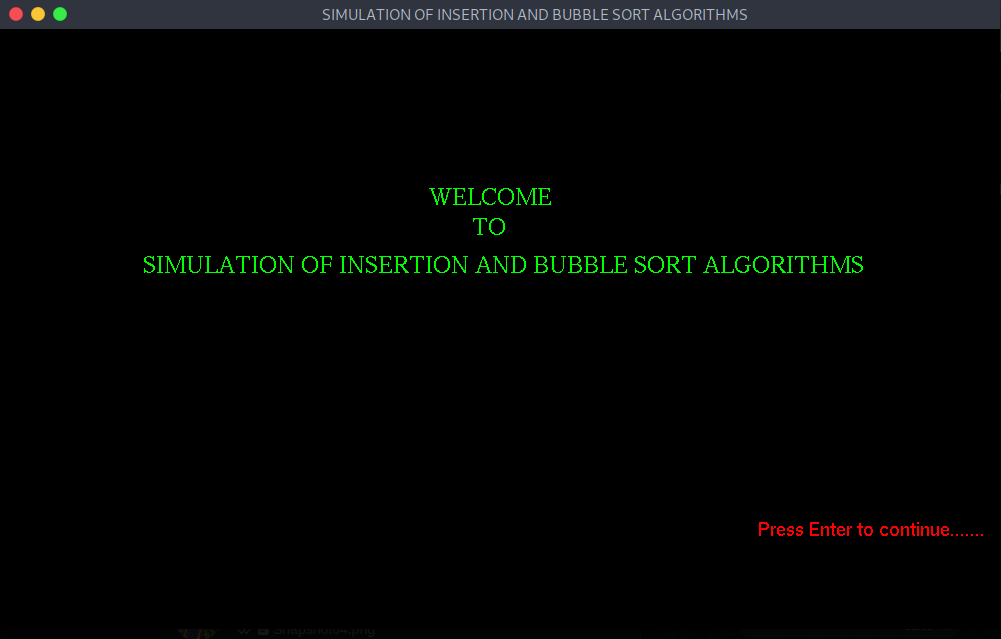 SIMULATION OF INSERTION AND BUBBLE SORT ALGORITHMS
WELCOME
TO
SIMULATION OF INSERTION AND BUBBLE SORT ALGORITHMS
Press Enter to continue.......